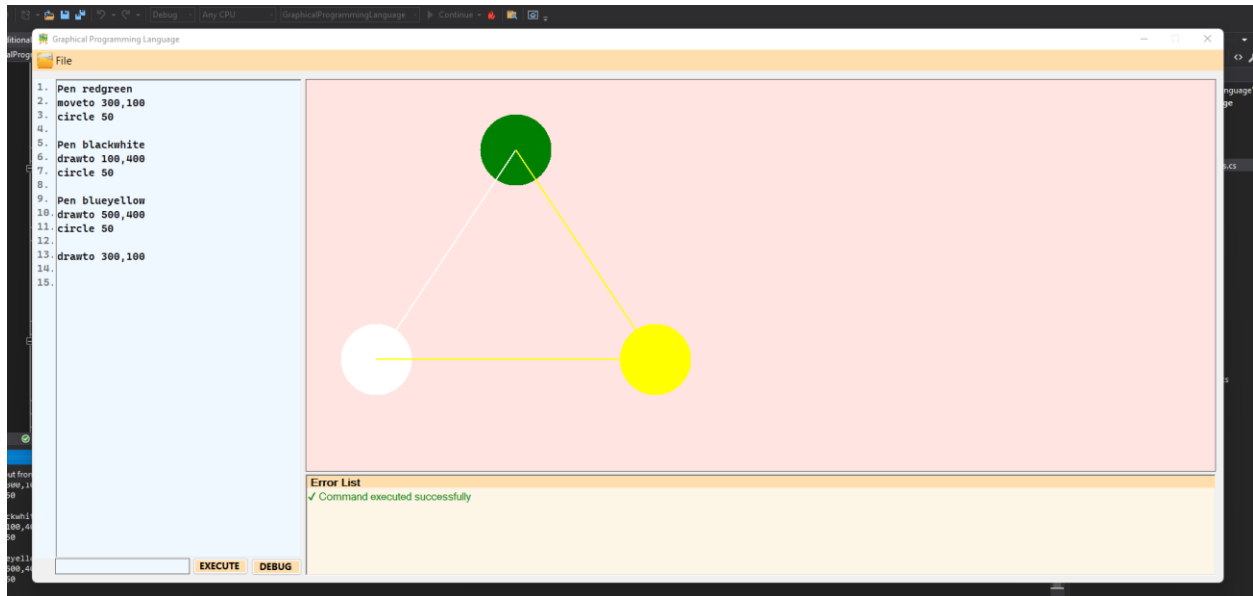 Debug
Any CPU
GraphicalProgrammingLanguage
Continue
Graphical Programming Language
File
1. Pen redgreen
2. moveto 300,100
3. circle 50
4.
5. Pen blackwhite
6. drawto 100,400
7. circle 50
8.
9. Pen blueyellow
10. drawto 500,400
11. circle 50
12.
13. drawto 300,100
14.
15.
Error List
✓ Command executed successfully
EXECUTE DEBUG